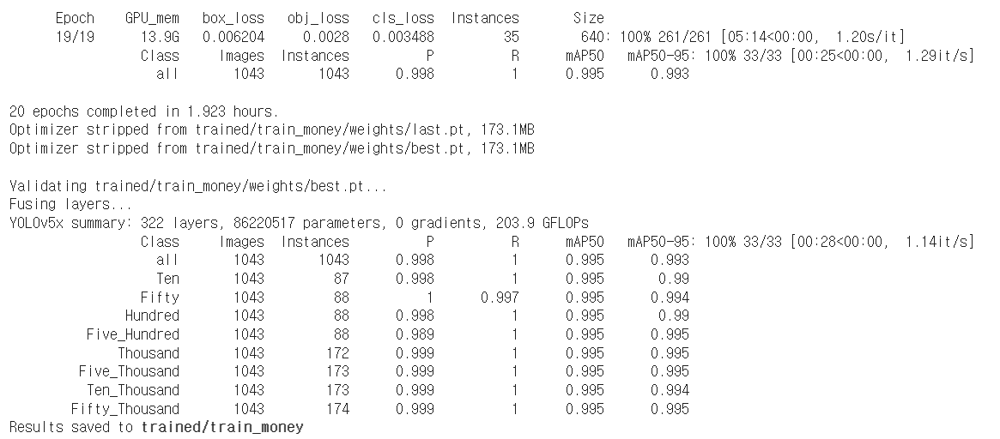 Epoch GPU_mem box_loss obj_loss cls_loss Instances Size
19/19 13.9G 0.006204 0.0028 0.003488 35 640: 100% 261/261 [05:14<00:00, 1.20s/it]
Class Images Instances P R mAP50 mAP50-95: 100% 33/33 [00:25<00:00, 1.29it/s]
all 1043 1043 0.998 1 0.995 0.993
20 epochs completed in 1.923 hours.
Optimizer stripped from trained/train_money/weights/last.pt, 173.1MB
Optimizer stripped from trained/train_money/weights/best.pt, 173.1MB
Validating trained/train_money/weights/best.pt...
Fusing layers...
YOLOv5x summary: 322 layers, 86220517 parameters, 0 gradients, 203.9 GFLOPs
Class Images Instances P R mAP50 mAP50-95: 100% 33/33 [00:28<00:00, 1.14it/s]
all 1043 1043 0.998 1 0.995 0.993
Ten 1043 87 0.998 1 0.995 0.99
Fifty 1043 88 1 0.997 0.995 0.994
Hundred 1043 88 0.998 1 0.995 0.99
Five_Hundred 1043 88 0.989 1 0.995 0.995
Thousand 1043 172 0.999 1 0.995 0.995
Five_Thousand 1043 173 0.999 1 0.995 0.995
Ten_Thousand 1043 173 0.999 1 0.995 0.994
Fifty_Thousand 1043 174 0.999 1 0.995 0.995
Results saved to trained/train_money